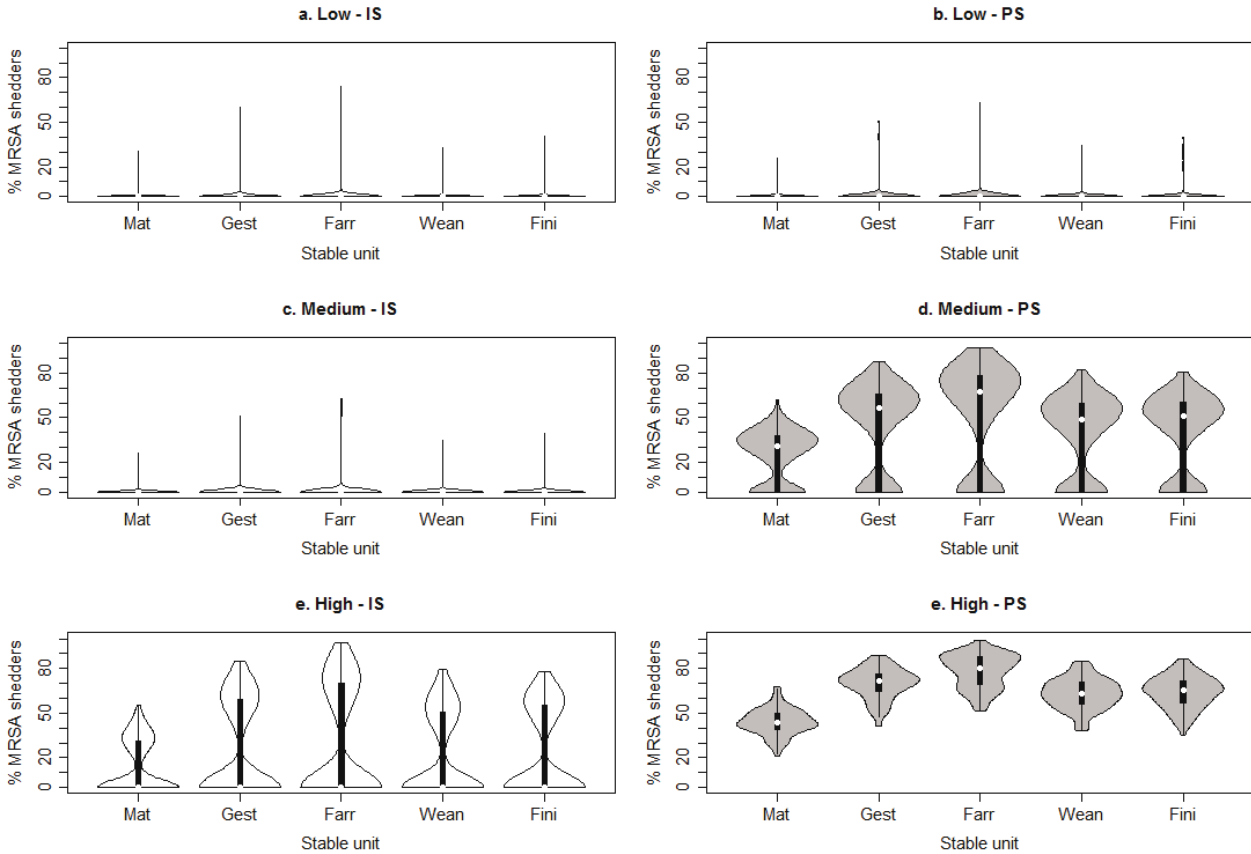 a. Low - IS
% MRSA shedders
0 20 50 80
Mat Gest Farr Wean Fini
Stable unit
b. Low - PS
% MRSA shedders
0 20 50 80
Mat Gest Farr Wean Fini
Stable unit
c. Medium - IS
% MRSA shedders
0 20 50 80
Mat Gest Farr Wean Fini
Stable unit
d. Medium - PS
% MRSA shedders
0 20 50 80
Mat Gest Farr Wean Fini
Stable unit
e. High - IS
% MRSA shedders
0 20 50 80
Mat Gest Farr Wean Fini
Stable unit
e. High - PS
% MRSA shedders
0 20 50 80
Mat Gest Farr Wean Fini
Stable unit